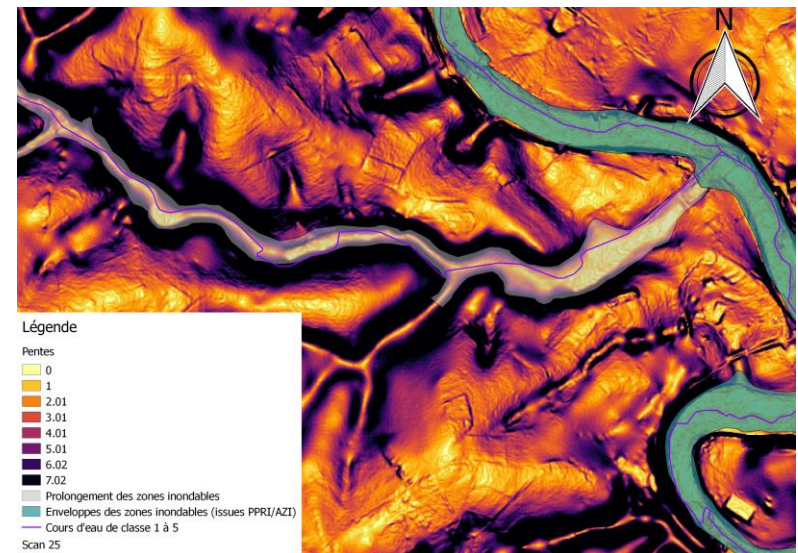 N
Légende
Pentes
0
1
2.01
3.01
4.01
5.01
6.02
7.02
Prolongement des zones inondables
Enveloppes des zones inondables (issues PPRI/AZI)
Cours d'eau de classe 1 à 5
Scan 25